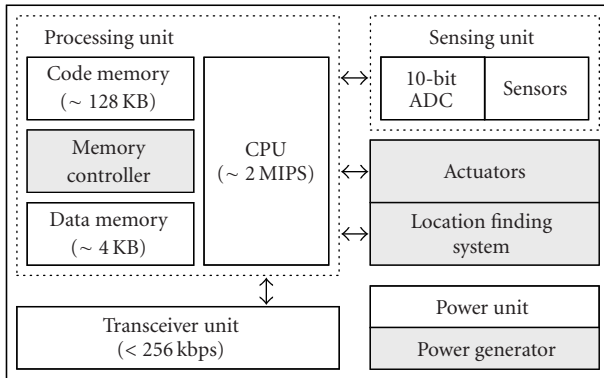 Processing unit
Code memory
(~ 128 KB)
Memory
controller
Data memory
(~ 4 KB)
CPU
(~ 2 MIPS)
Sensing unit
10-bit
ADC
Sensors
Actuators
Location finding
system
Transceiver unit
(< 256 kbps)
Power unit
Power generator